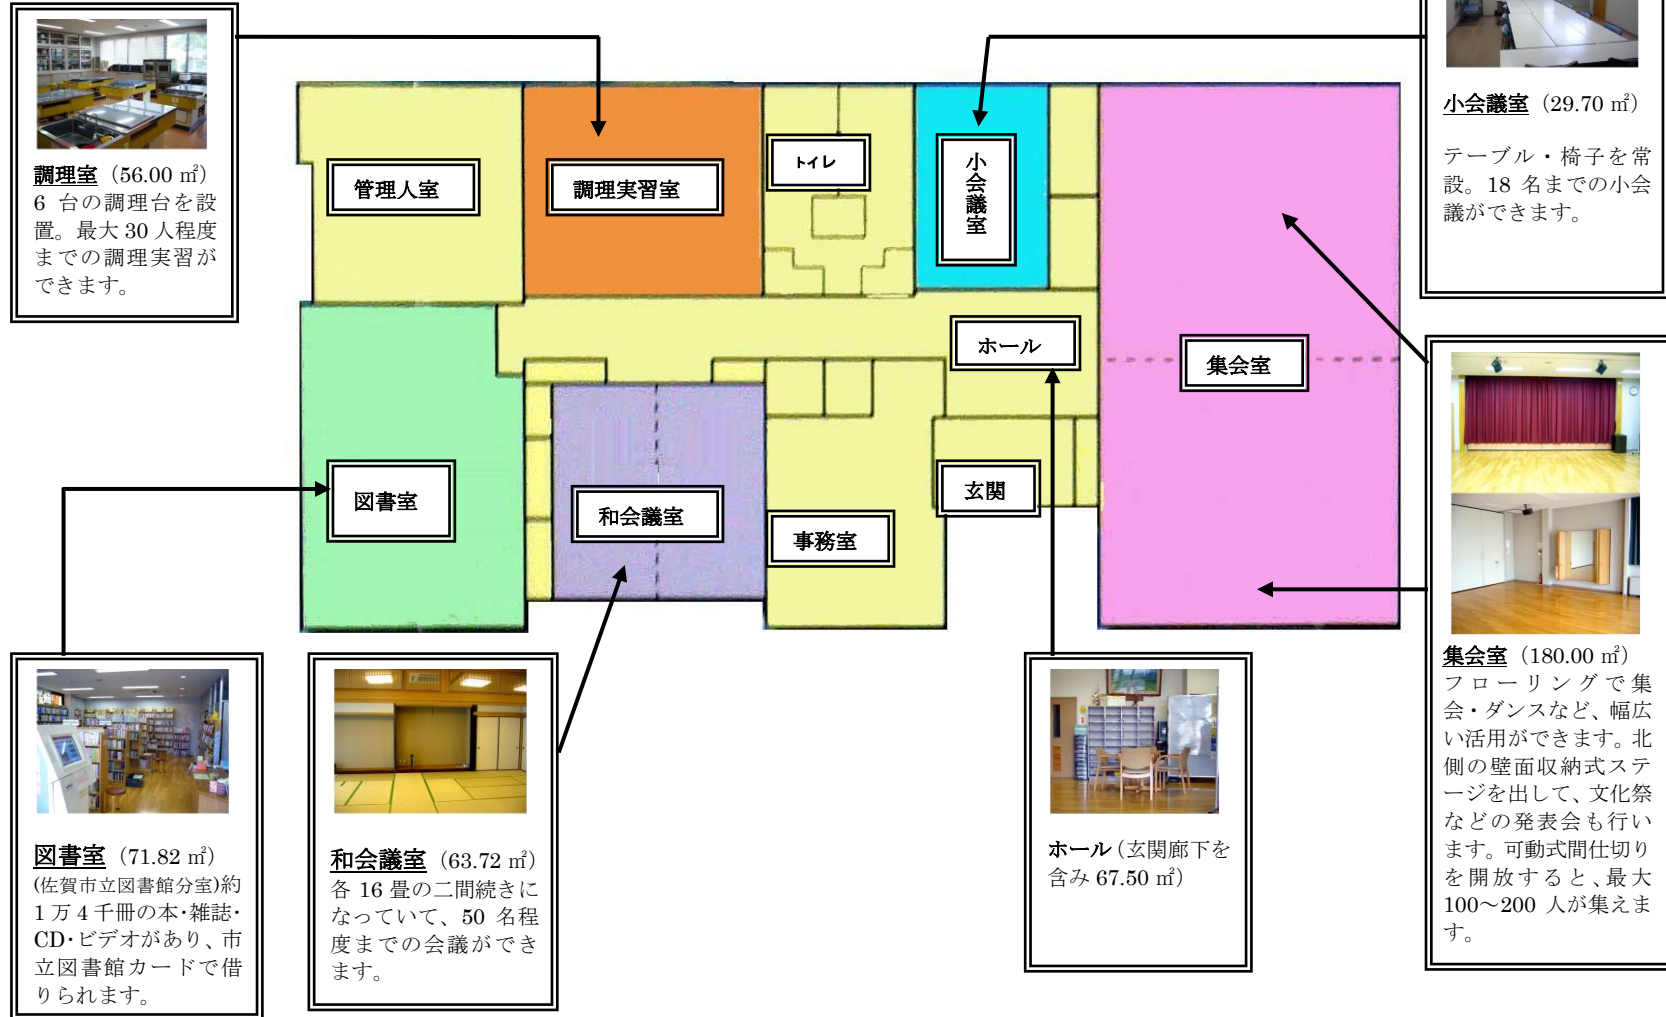 調理室（56.00 ㎡）
6 台の調理台を設
置。最大 30 人程度
までの調理実習が
できます。
小会議室（29.70 ㎡）
テーブル・椅子を常
設。18 名までの小会
議ができます。
管理人室
調理実習室
トイレ
小会議室
ホール
集会室
図書室
和会議室
事務室
玄関
集会室（180.00 ㎡）
フローリングで集
会・ダンスなど、幅広
い活用ができます。北
側の壁面収納式ステ
ージを出して、文化祭
などの発表会も行い
ます。可動式間仕切り
を開放すると、最大
100～200 人が集えま
す。
図書室（71.82 ㎡）
(佐賀市立図書館分室)約
1 万 4 千冊の本・雑誌・
CD・ビデオがあり、市
立図書館カードで借
りられます。
和会議室（63.72 ㎡）
各 16 畳の二間続きに
なっていて、50 名程
度までの会議ができ
ます。
ホール（玄関廊下を
含み 67.50 ㎡）